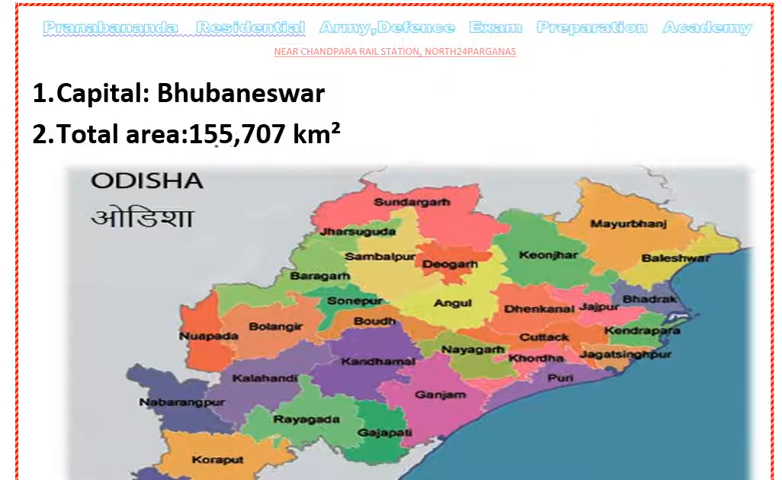 Pranabananda Residential Army,Defence Exam Preparation Academy
NEAR CHANDPARA RAIL STATION, NORTH24PARGANAS
1.Capital: Bhubaneswar
2.Total area:155,707 km²
ODISHA
ओडिशा
Sundargarh
Mayurbhanj
Jharsuguda
Sambalpur
Deogarh
Keonjhar
Baleshwar
Baragarh
Sonepur
Angul
Dhenkanal
Jajpur
Bhadrak
Nuapada
Bolangir
Boudh
Cuttack
Kendrapara
Nayagarh
Khordha
Jagatsinghpur
Kandhamal
Kalahandi
Puri
Nabarangpur
Ganjam
Rayagada
Gajapati
Koraput